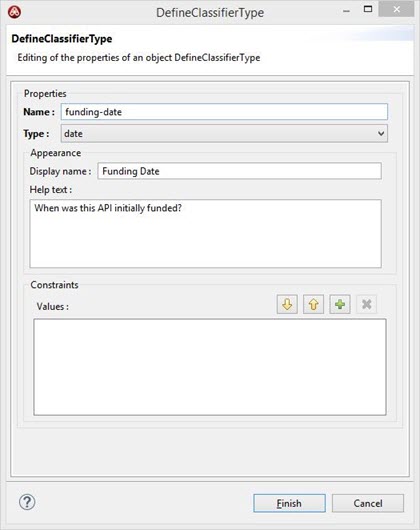 DefineClassifierType
DefineClassifierType
Editing of the properties of an object DefineClassifierType
Properties
Name : funding-date
Type : date
Appearance
Display name : Funding Date
Help text :
When was this API initially funded?
Constraints
Values :
Finish Cancel